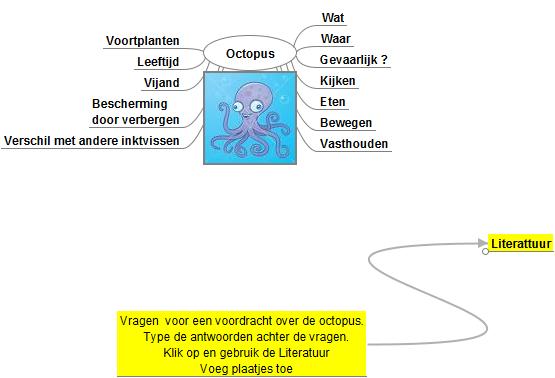 Octopus
Wat
Waar
Gevaarlijk ?
Kijken
Eten
Bewegen
Vasthouden
Voortplanten
Leeftijd
Vijand
Bescherming
door verbergen
Verschil met andere inktvissen
Literattuur
Vragen  voor een voordracht over de octopus.
Type de antwoorden achter de vragen.
Klik op en gebruik de Literatuur
Voeg plaatjes toe